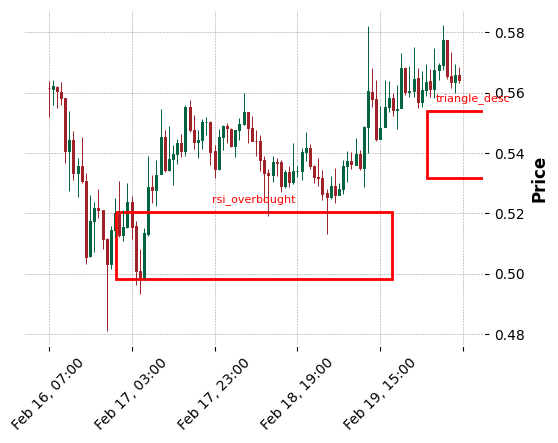 0.58
0.56
triangle_desc
0.54
Price
rsi_overbought
0.52
0.50
0.48
Feb 16, 07:00
Feb 17, 03:00
Feb 17, 23:00
Feb 18, 19:00
Feb 19, 15:00